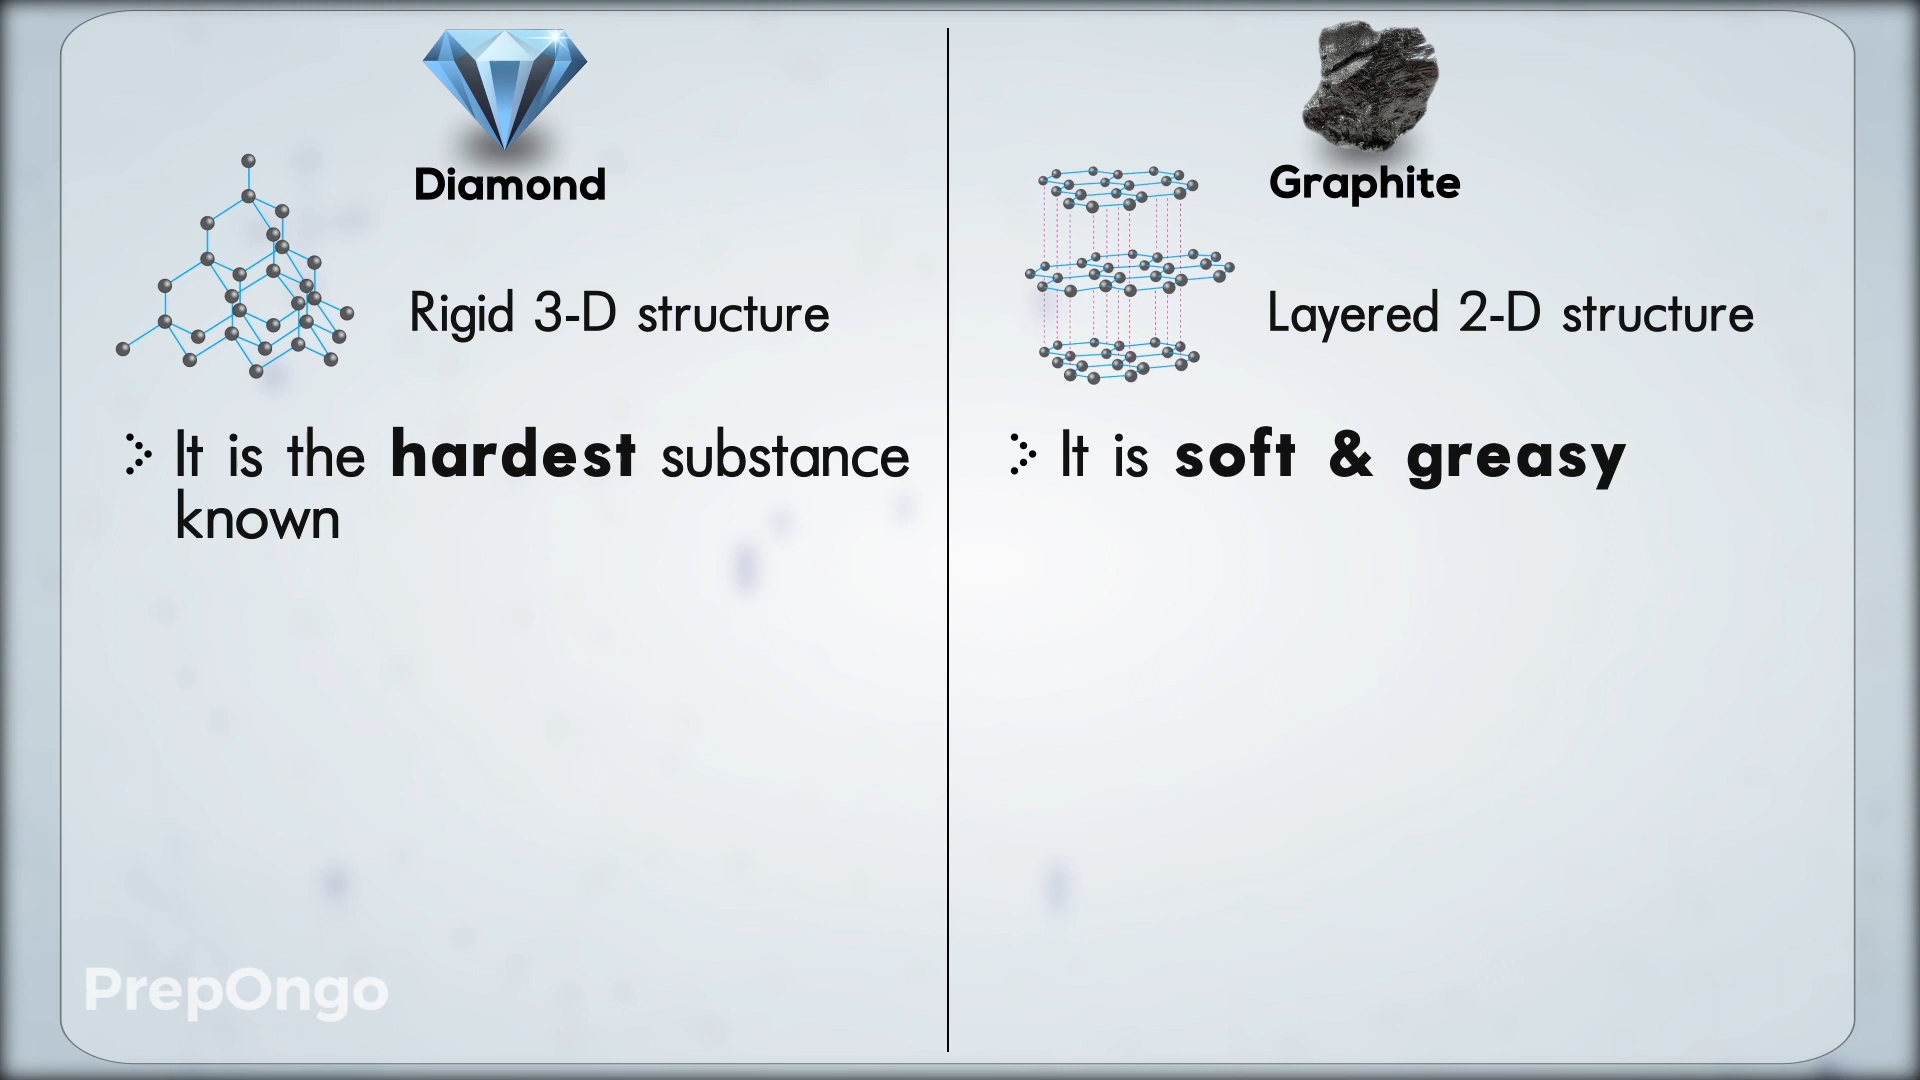 Diamond
Rigid 3-D structure
It is the hardest substance
known
Graphite
Layered 2-D structure
It is soft & greasy
PrepOngo